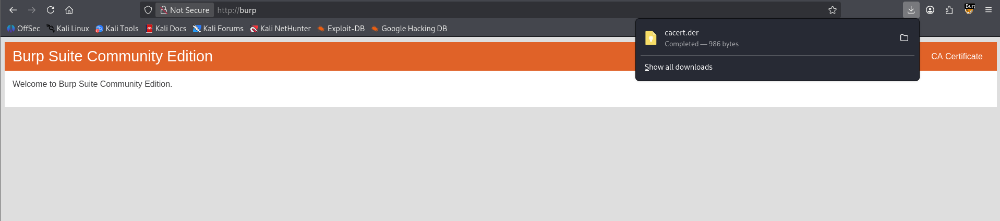 Not Secure http://burp
Burp
OffSec Kali Linux Kali Tools Kali Docs Kali Forums Kali NetHunter Exploit-DB Google Hacking DB
cacert.der
Completed — 986 bytes
Show all downloads
Burp Suite Community Edition CA Certificate
Welcome to Burp Suite Community Edition.